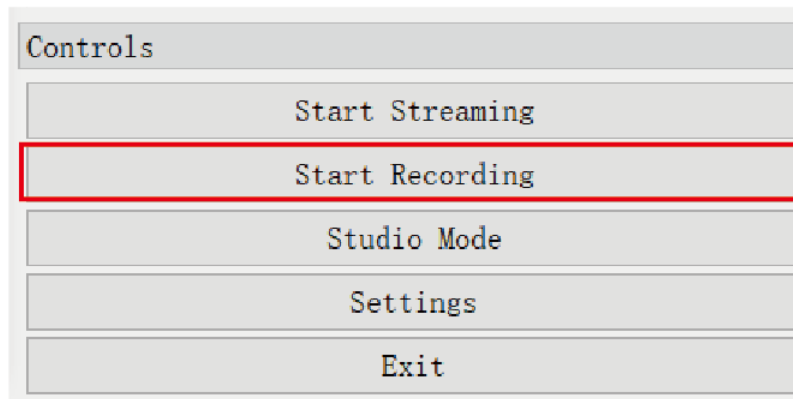 Controls
Start Streaming
Start Recording
Studio Mode
Settings
Exit